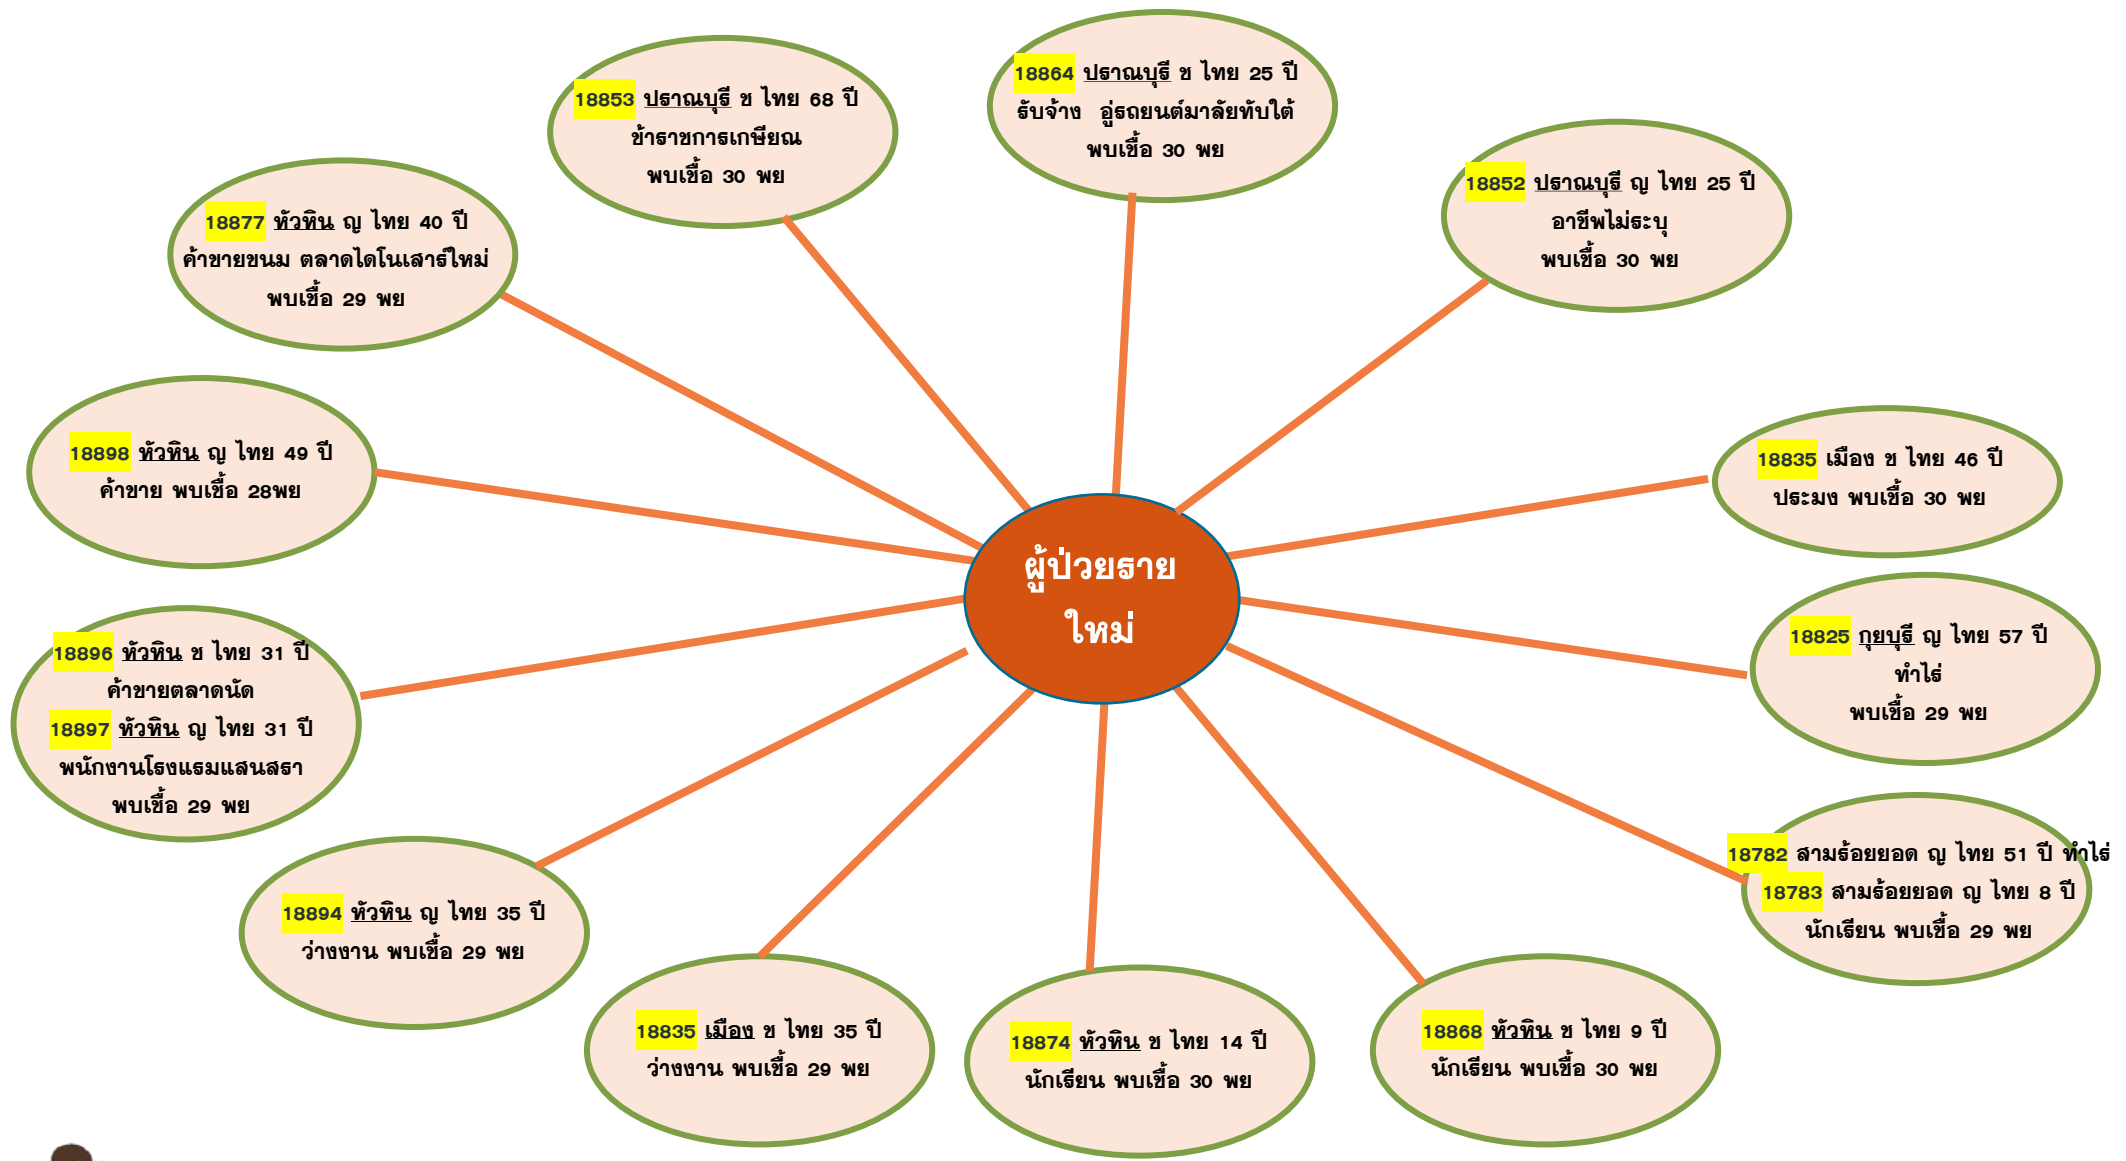 18864 ปราณบุรี ช ไทย 25 ปี
รับจ้าง อู่รถยนต์มาลัยทับใต้
พบเชื้อ 30 พย
18853 ปราณบุรี ช ไทย 68 ปี
ข้าราชการเกษียณ
พบเชื้อ 30 พย
18852 ปราณบุรี ญ ไทย 25 ปี
อาชีพไม่ระบุ
พบเชื้อ 30 พย
18877 หัวหิน ญ ไทย 40 ปี
ค้าขายขนม ตลาดไดโนเสาร์ใหม่
พบเชื้อ 29 พย
18898 หัวหิน ญ ไทย 49 ปี
ค้าขาย พบเชื้อ 28พย
18835 เมือง ช ไทย 46 ปี
ประมง พบเชื้อ 30 พย
ผู้ป่วยราย
ใหม่
18896 หัวหิน ช ไทย 31 ปี
ค้าขายตลาดนัด
18897 หัวหิน ญ ไทย 31 ปี
พนักงานโรงแรมแสนสรา
พบเชื้อ 29 พย
18825 กุยบุรี ญ ไทย 57 ปี
ทำไร่
พบเชื้อ 29 พย
18782 สามร้อยยอด ญ ไทย 51 ปี ทำไร่
18783 สามร้อยยอด ญ ไทย 8 ปี
นักเรียน พบเชื้อ 29 พย
18894 หัวหิน ญ ไทย 35 ปี
ว่างงาน พบเชื้อ 29 พย
18835 เมือง ช ไทย 35 ปี
ว่างงาน พบเชื้อ 29 พย
18874 หัวหิน ช ไทย 14 ปี
นักเรียน พบเชื้อ 30 พย
18868 หัวหิน ช ไทย 9 ปี
นักเรียน พบเชื้อ 30 พย